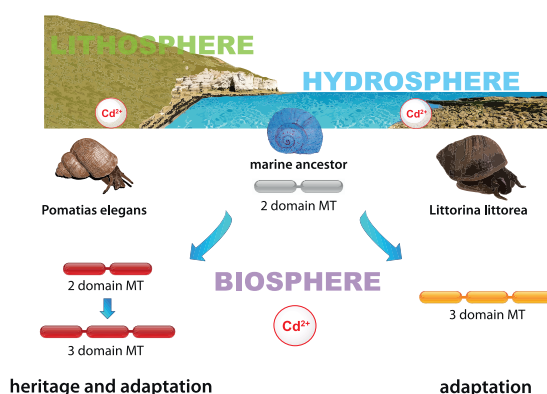 LITHOSPHERE
HYDROSPHERE
Cd²⁺
Cd²⁺
marine ancestor
Pomatias elegans
2 domain MT
Littorina littorea
BIOSPHERE
2 domain MT
Cd²⁺
3 domain MT
3 domain MT
heritage and adaptation
adaptation